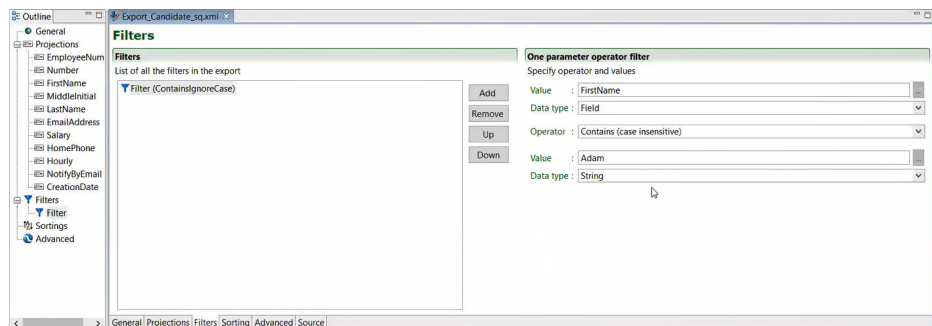 Outline
General
Projections
EmployeeNum
Number
FirstName
MiddleInitial
LastName
EmailAddress
Salary
HomePhone
Hourly
NotifyByEmail
CreationDate
Filters
Filter
Sortings
Advanced
Export_Candidate_sq.xml
Filters
Filters
List of all the filters in the export
Filter (ContainsIgnoreCase)
Add
Remove
Up
Down
One parameter operator filter
Specify operator and values
Value : FirstName ...
Data type : Field
Operator : Contains (case insensitive)
Value : Adam ...
Data type : String
General Projections Filters Sorting Advanced Source